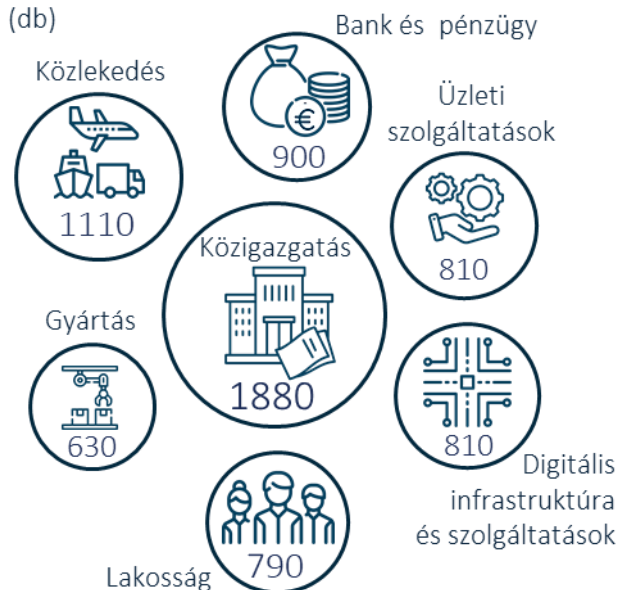 (db)
Bank és pénzügy
€
900
Közlekedés
1110
Üzleti
szolgáltatások
810
Közigazgatás
1880
Gyártás
630
810
Digitális
infrastruktúra
és szolgáltatások
790
Lakosság